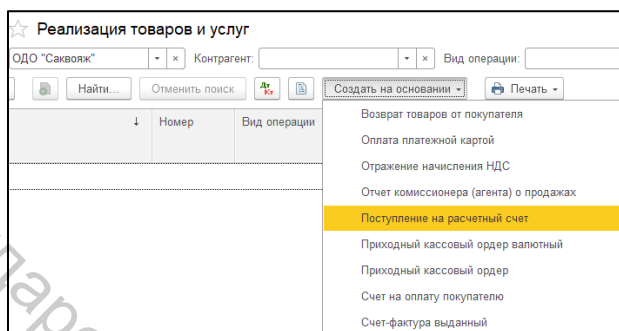 Реализация товаров и услуг
ОДО "Саквояж" Контрагент: Вид операции:
Найти... Отменить поиск Дт Кт Создать на основании Печать
↓ Номер Вид операции
Возврат товаров от покупателя
Оплата платежной картой
Отражение начисления НДС
Отчет комиссионера (агента) о продажах
Поступление на расчетный счет
Приходный кассовый ордер валютный
Приходный кассовый ордер
Счет на оплату покупателю
Счет-фактура выданный